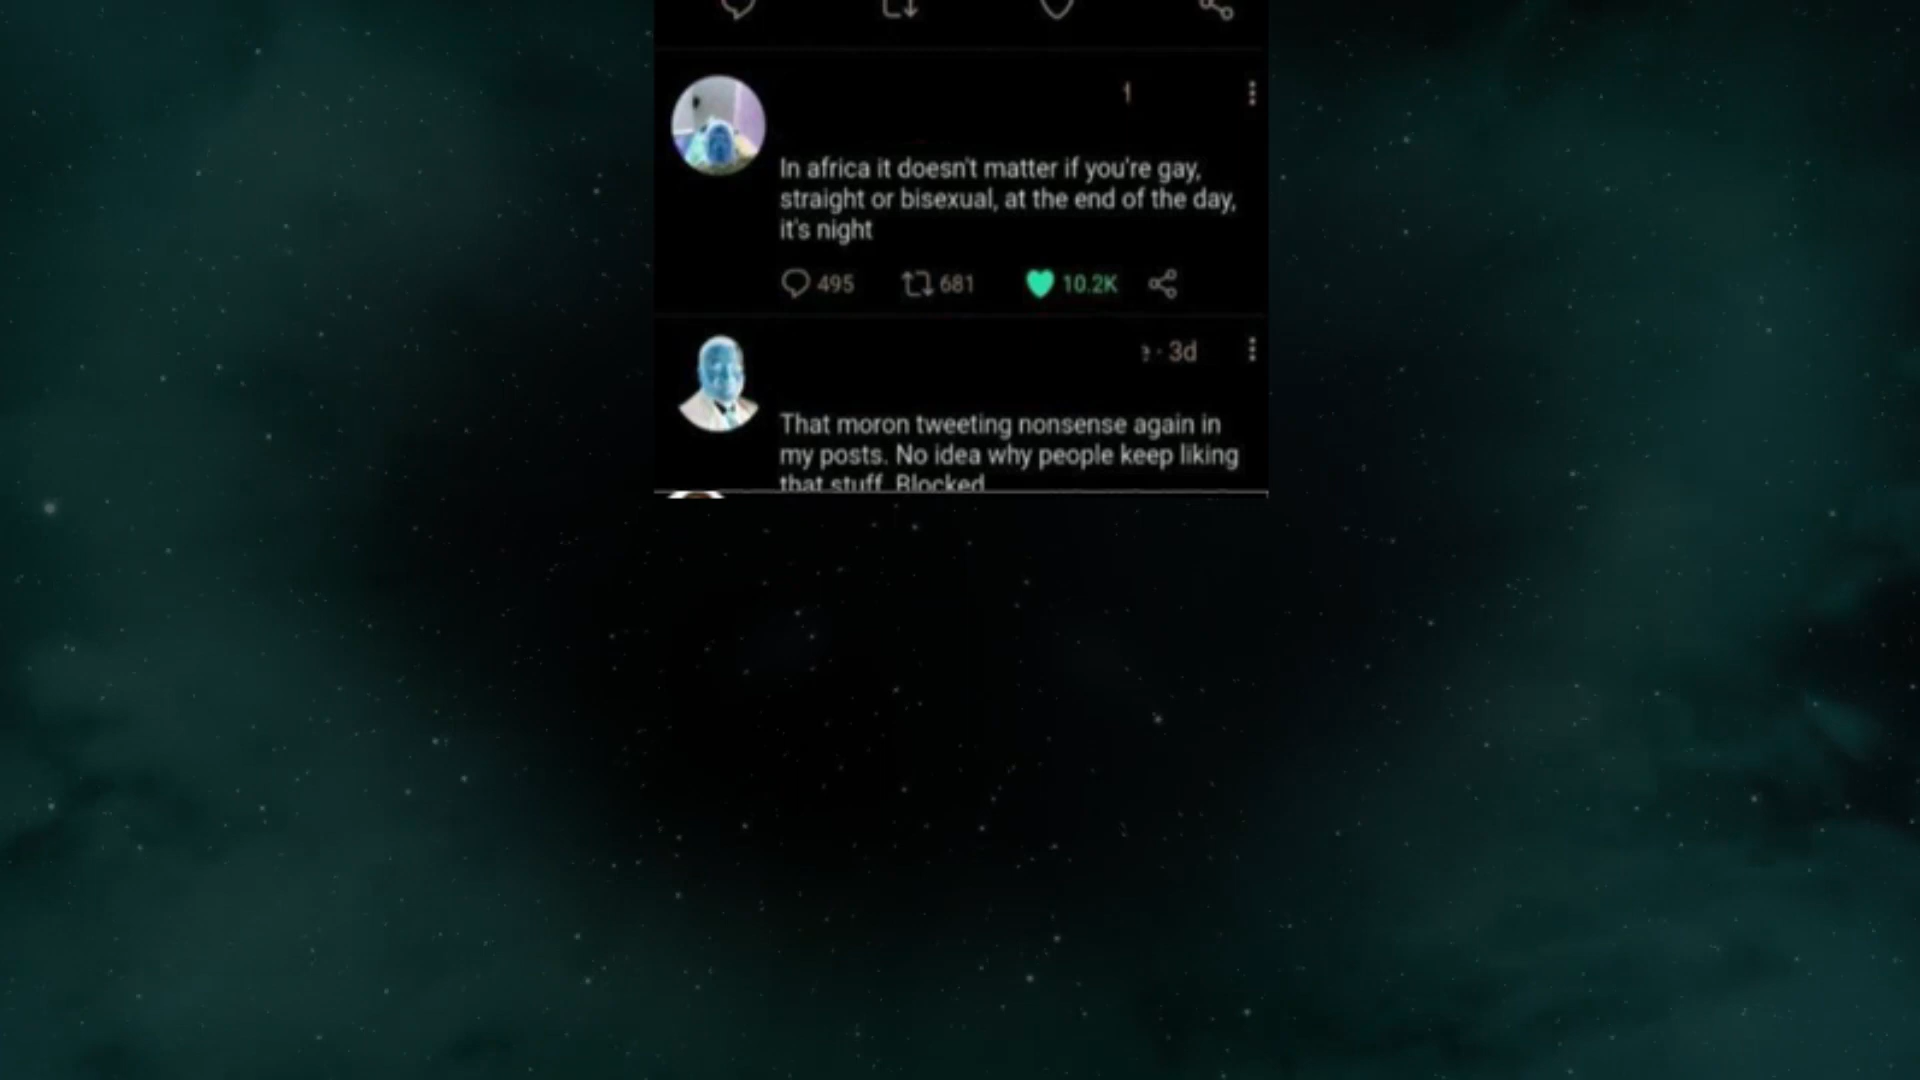 In africa it doesn't matter if you're gay,
straight or bisexual, at the end of the day,
it's night
495 681 10.2K
· 3d
That moron tweeting nonsense again in
my posts. No idea why people keep liking
that stuff. Blocked